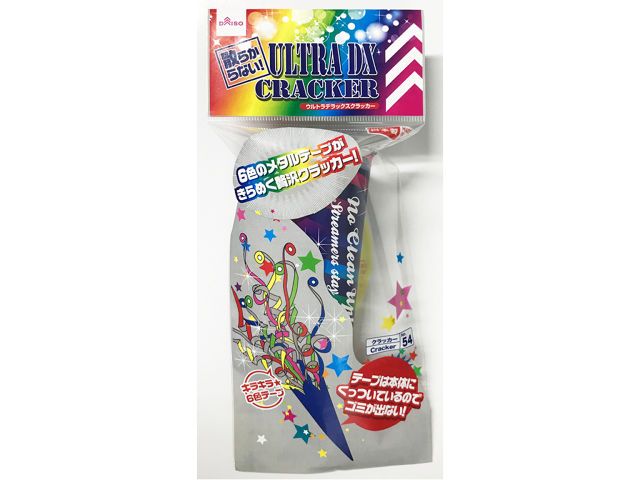 DAISO
散らか
らない!
ULTRA DX
CRACKER
ウルトラデラックスクラッカー
6色のメタルテープが
きらめく贅沢クラッカー!
No Clean up!
Streamers stay
クラッカー
Cracker
NO.
54
キラキラ★
6色テープ
テープは本体に
くっついているので
ゴミが出ない!